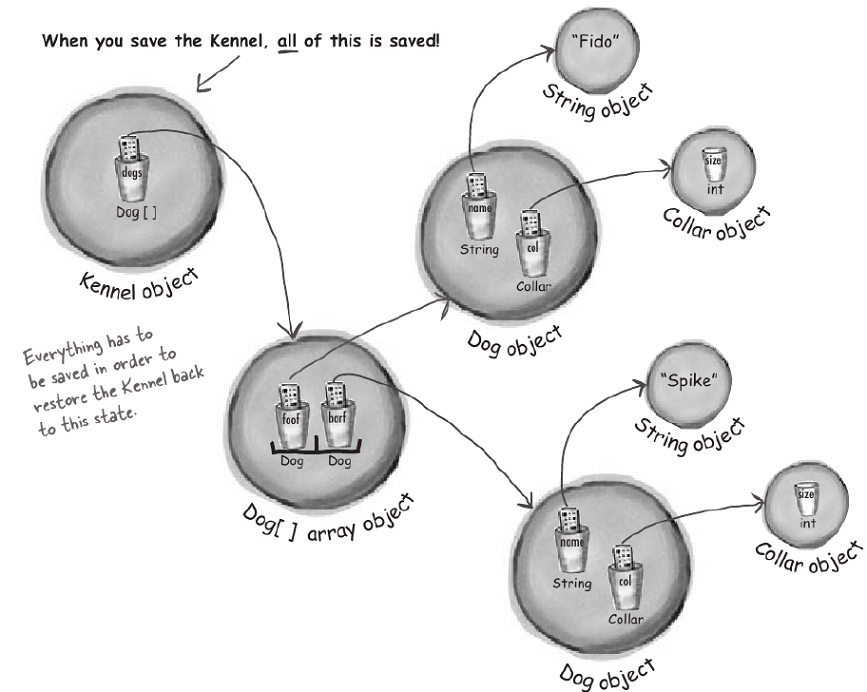 When you save the Kennel, all of this is saved!
"Fido"
String object
dogs
Dog [ ]
Kennel object
name
String
col
Collar
Dog object
size
int
Collar object
Everything has to
be saved in order to
restore the Kennel back
to this state.
foof
barf
Dog
Dog
Dog[ ] array object
"Spike"
String object
name
String
col
Collar
Dog object
size
int
Collar object